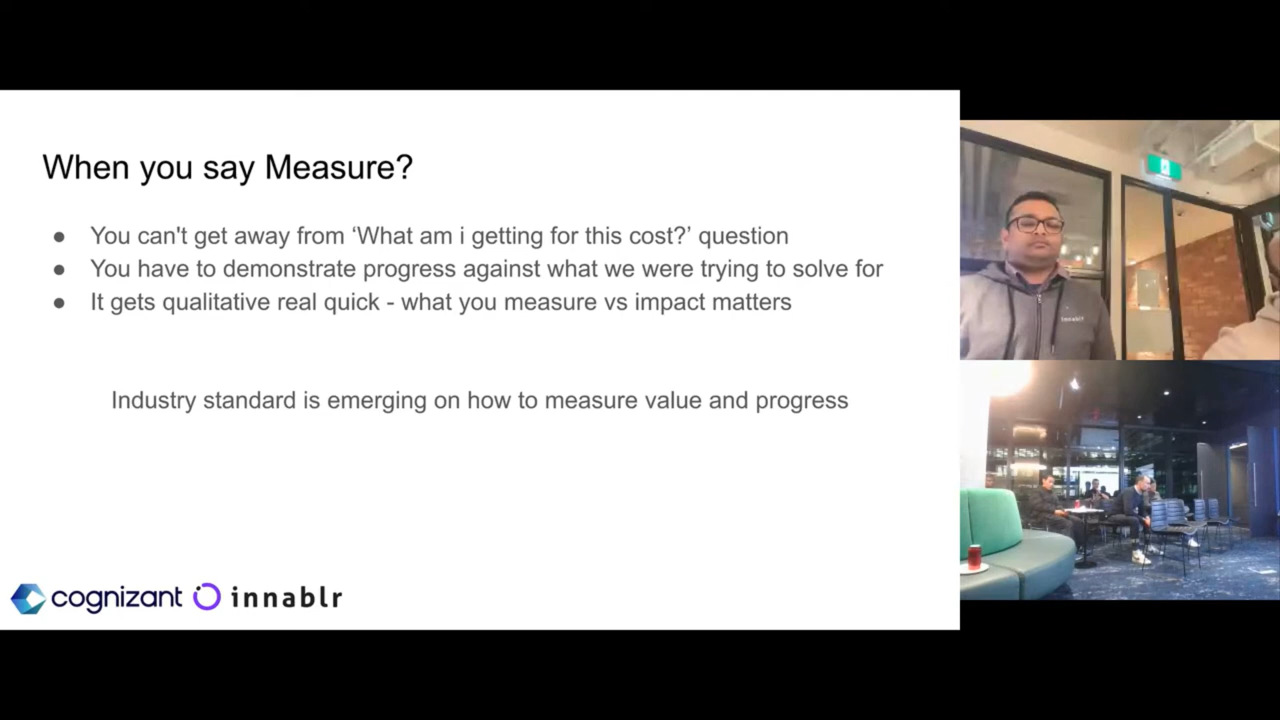 When you say Measure?
● You can't get away from ‘What am i getting for this cost?’ question
● You have to demonstrate progress against what we were trying to solve for
● It gets qualitative real quick - what you measure vs impact matters
Industry standard is emerging on how to measure value and progress
cognizant innablr
innablr